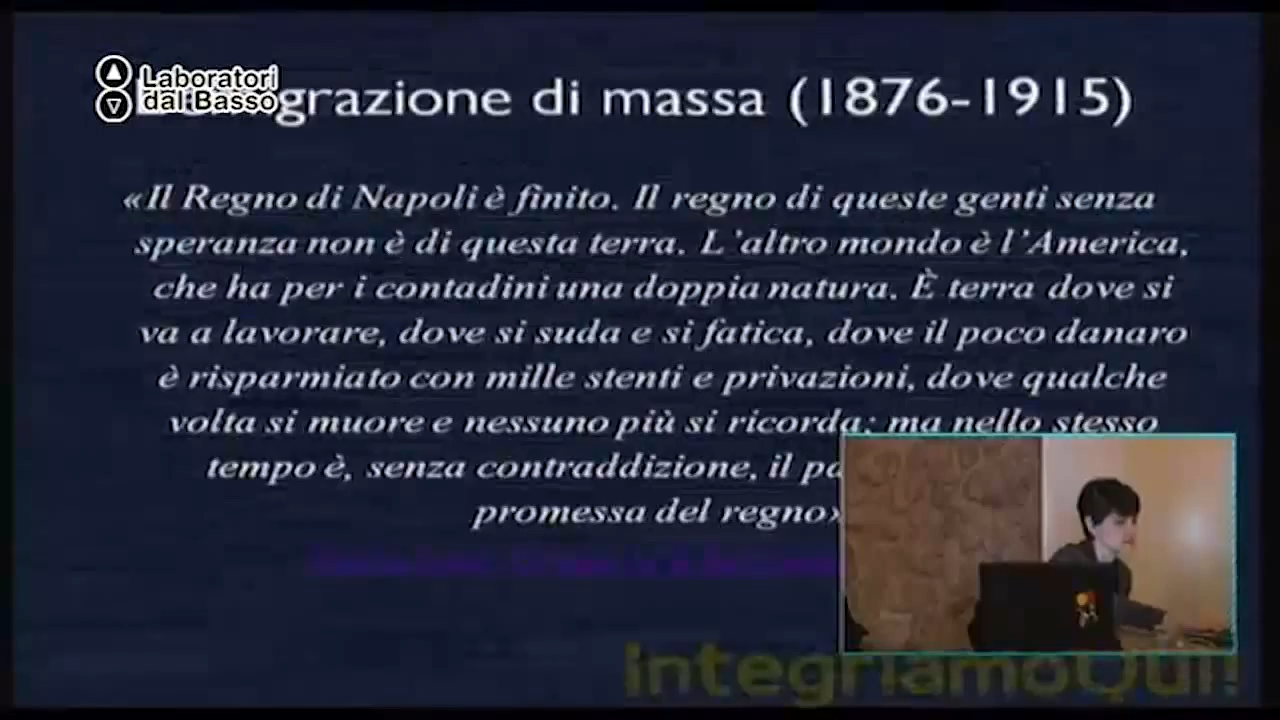 Laboratori
dal Basso
grazione di massa (1876-1915)
«Il Regno di Napoli è finito. Il regno di queste genti senza
speranza non è di questa terra. L'altro mondo è l'America,
che ha per i contadini una doppia natura. È terra dove si
va a lavorare, dove si suda e si fatica, dove il poco danaro
è risparmiato con mille stenti e privazioni, dove qualche
volta si muore e nessuno più si ricorda; ma nello stesso
tempo è, senza contraddizione, il pa
promessa del regno»
IntegriamoQui!